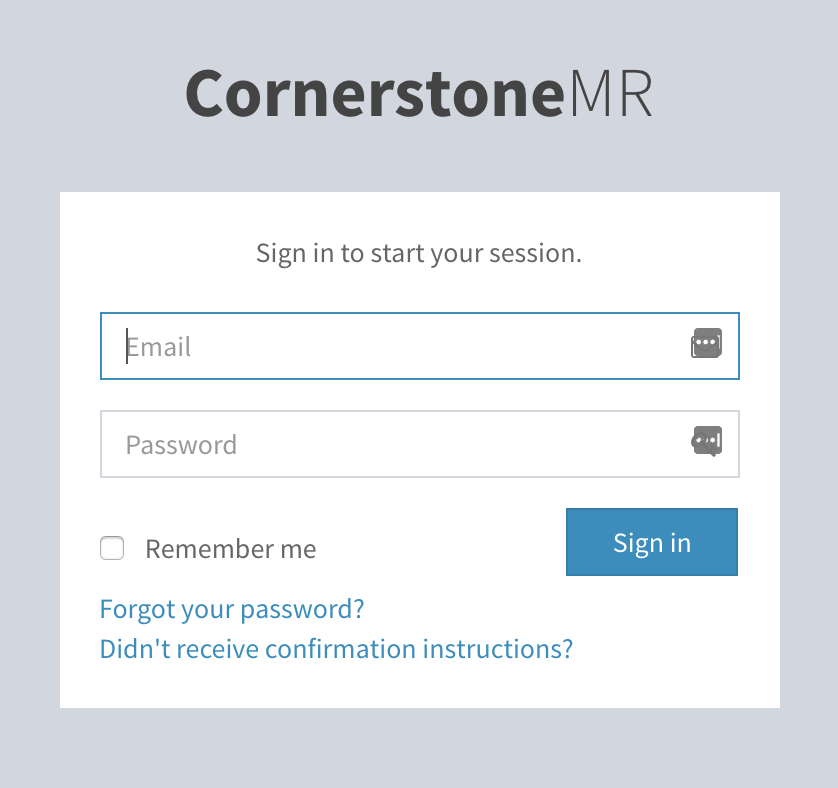 CornerstoneMR
Sign in to start your session.
Email
Password
Remember me
Sign in
Forgot your password?
Didn't receive confirmation instructions?